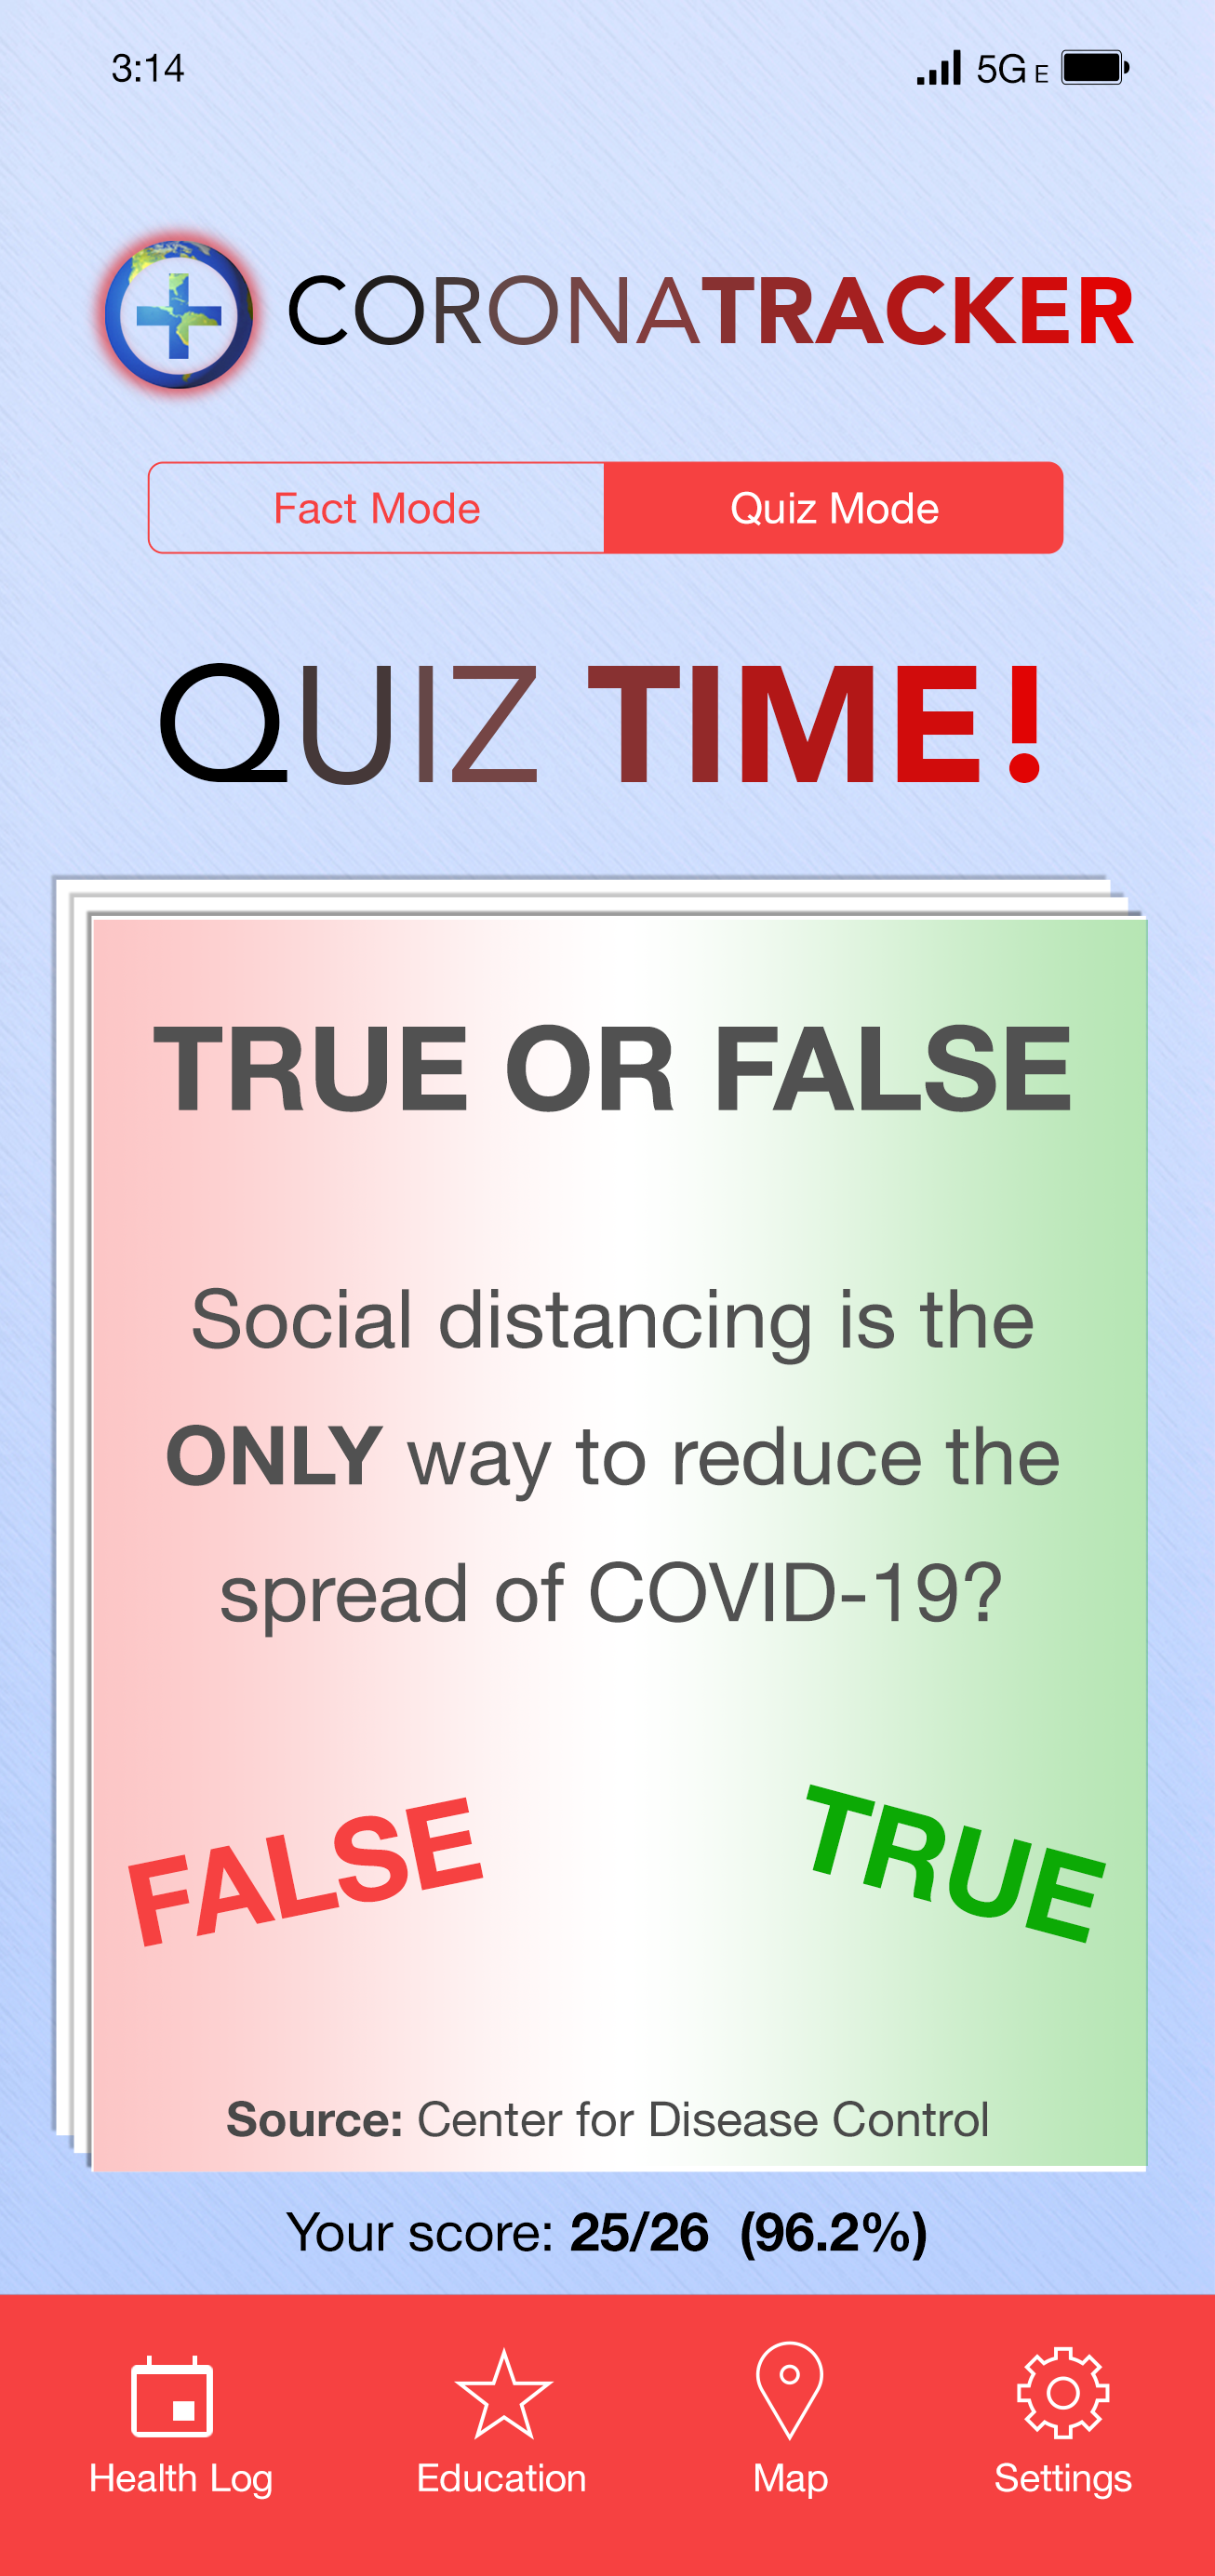 3:14
5G E
CORONATRACKER
Fact Mode
Quiz Mode
QUIZ TIME!
TRUE OR FALSE
Social distancing is the
ONLY way to reduce the
spread of COVID-19?
FALSE
TRUE
Source: Center for Disease Control
Your score: 25/26 (96.2%)
Health Log
Education
Map
Settings